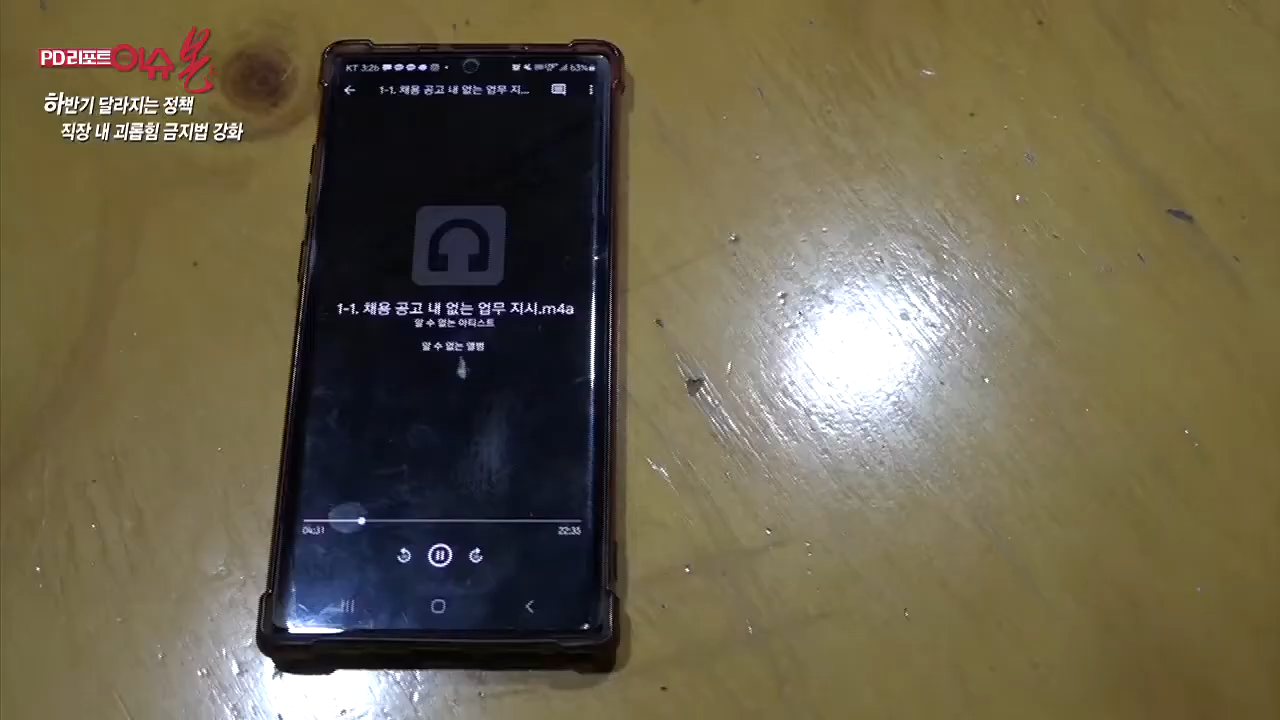 PD리포트 이슈본
하반기 달라지는 정책
직장 내 괴롭힘 금지법 강화
KT 3:26 63%
1-1. 채용 공고 내 없는 업무 지...
1-1. 채용 공고 내 없는 업무 지시.m4a
알 수 없는 아티스트
알 수 없는 앨범
04:31 22:35